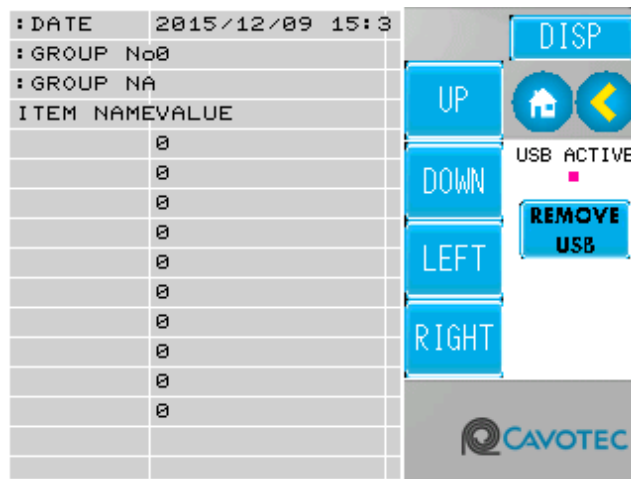 :DATE 2015/12/09 15:3
:GROUP No0
:GROUP NA
ITEM NAMEVALUE
0
0
0
0
0
0
0
0
0
0
UP
DOWN
LEFT
RIGHT
DISP
USB ACTIVE
REMOVE
USB
CAVOTEC